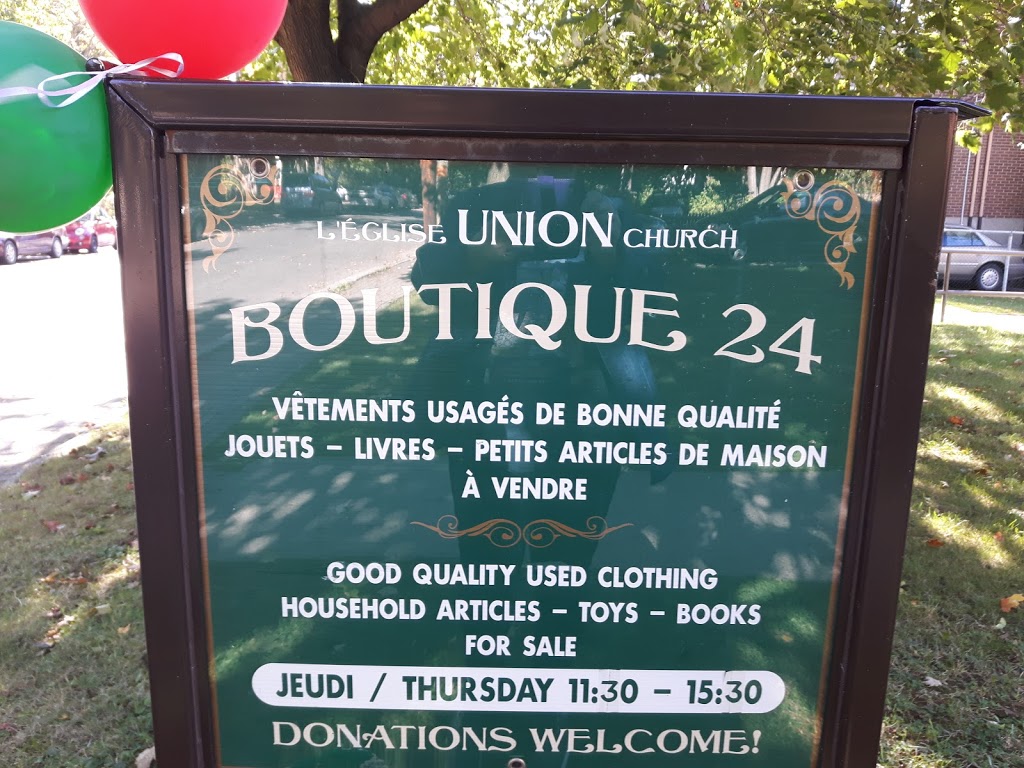 L'ÉGLISE UNION CHURCH
BOUTIQUE 24
VÊTEMENTS USAGÉS DE BONNE QUALITÉ
JOUETS – LIVRES – PETITS ARTICLES DE MAISON
À VENDRE
GOOD QUALITY USED CLOTHING
HOUSEHOLD ARTICLES – TOYS – BOOKS
FOR SALE
JEUDI / THURSDAY 11:30 – 15:30
DONATIONS WELCOME!